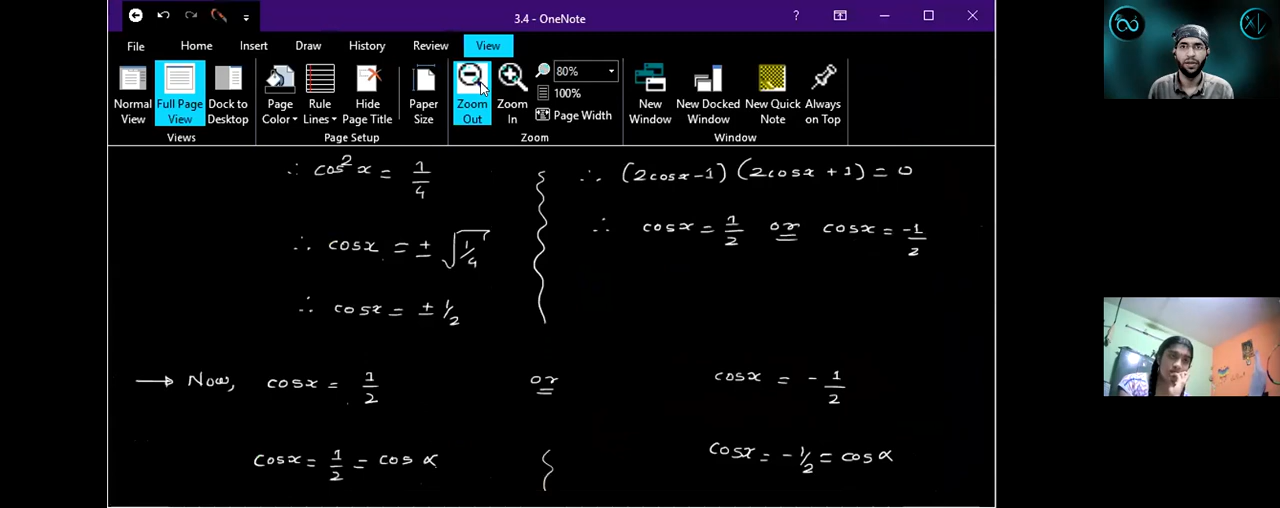 3.4 - OneNote
?
File Home Insert Draw History Review View
Normal View
Full Page View
Dock to Desktop
Page Color
Rule Lines
Hide Page Title
Paper Size
Zoom Out
Zoom In
80%
100%
Page Width
New Window
New Docked Window
New Quick Note
Always on Top
Views Page Setup Zoom Window
∴ cos²x = 1/4
∴ cosx = ± √1/4
∴ cosx = ± 1/2
∴ (2cosx-1) (2cosx + 1) = 0
∴ cosx = 1/2 or cosx = -1/2
→ Now, cosx = 1/2 or cosx = - 1/2
cosx = 1/2 = cos α
cosx = - 1/2 = cos α